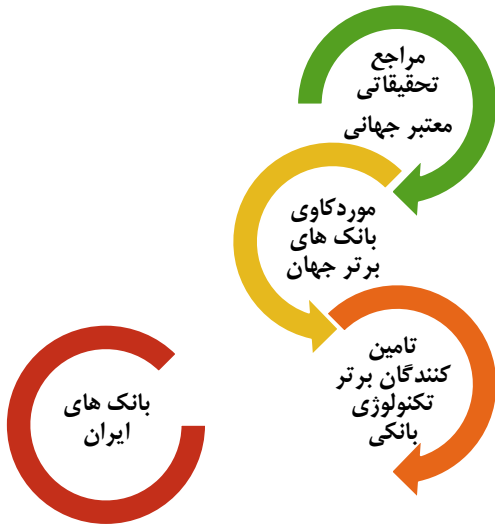 مراجع
تحقیقاتی
معتبر جهانی
موردکاوی
بانک های
برتر جهان
تامین
کنندگان برتر
تکنولوژی
بانکی
بانک های
ایران